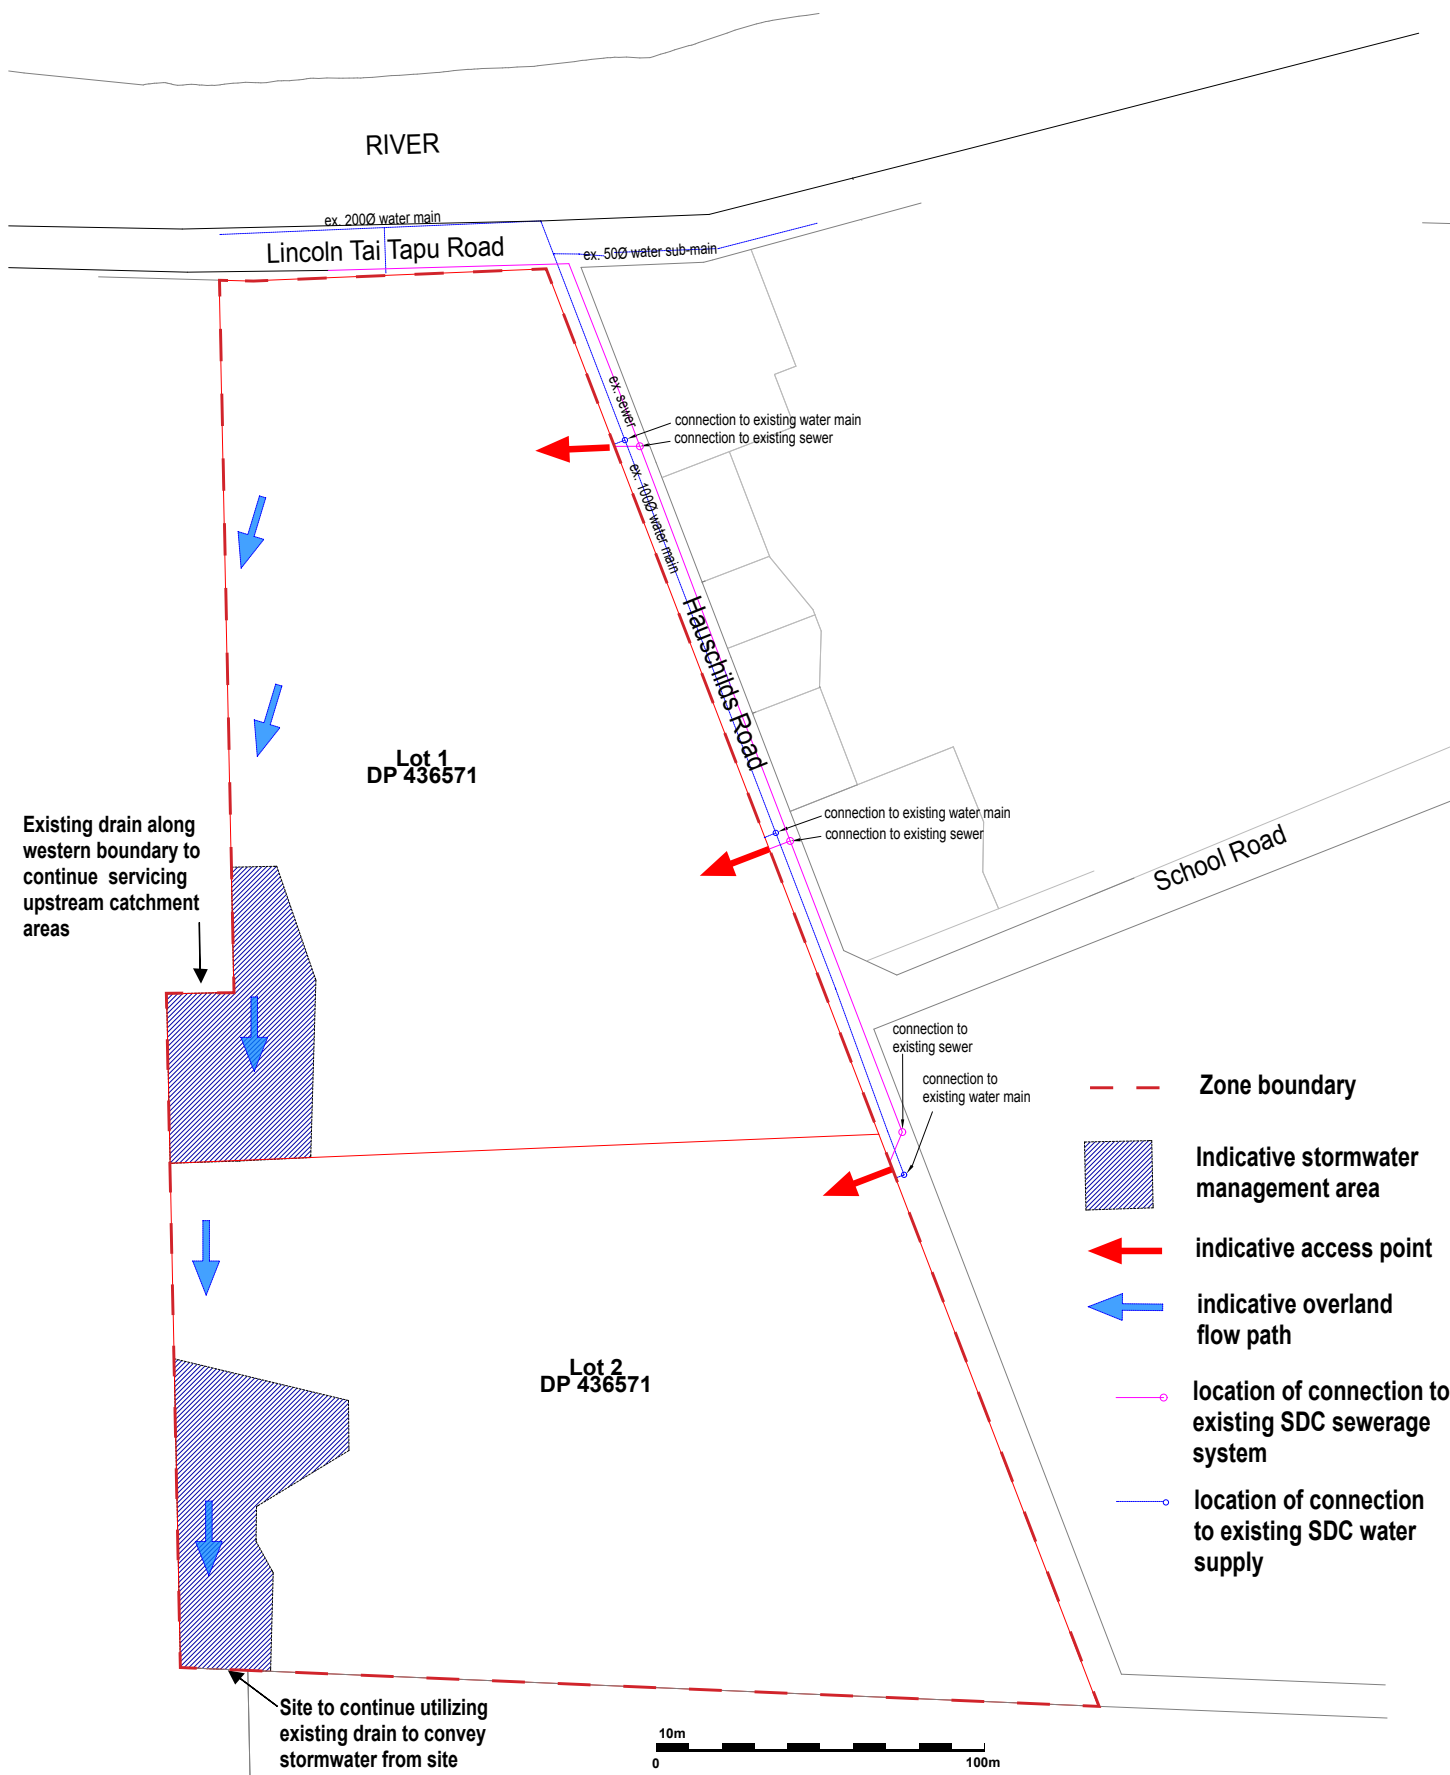 RIVER
ex. 200Ø water main
Lincoln Tai Tapu Road
ex. 50Ø water sub-main
ex. sewer
connection to existing water main
connection to existing sewer
ex. 100Ø water main
Hauschilds Road
Lot 1
DP 436571
Existing drain along
western boundary to
continue servicing
upstream catchment
areas
connection to existing water main
connection to existing sewer
School Road
connection to
existing sewer
connection to
existing water main
Zone boundary
Indicative stormwater
management area
indicative access point
indicative overland
flow path
location of connection to
existing SDC sewerage
system
location of connection
to existing SDC water
supply
Lot 2
DP 436571
Site to continue utilizing
existing drain to convey
stormwater from site
10m
0
100m